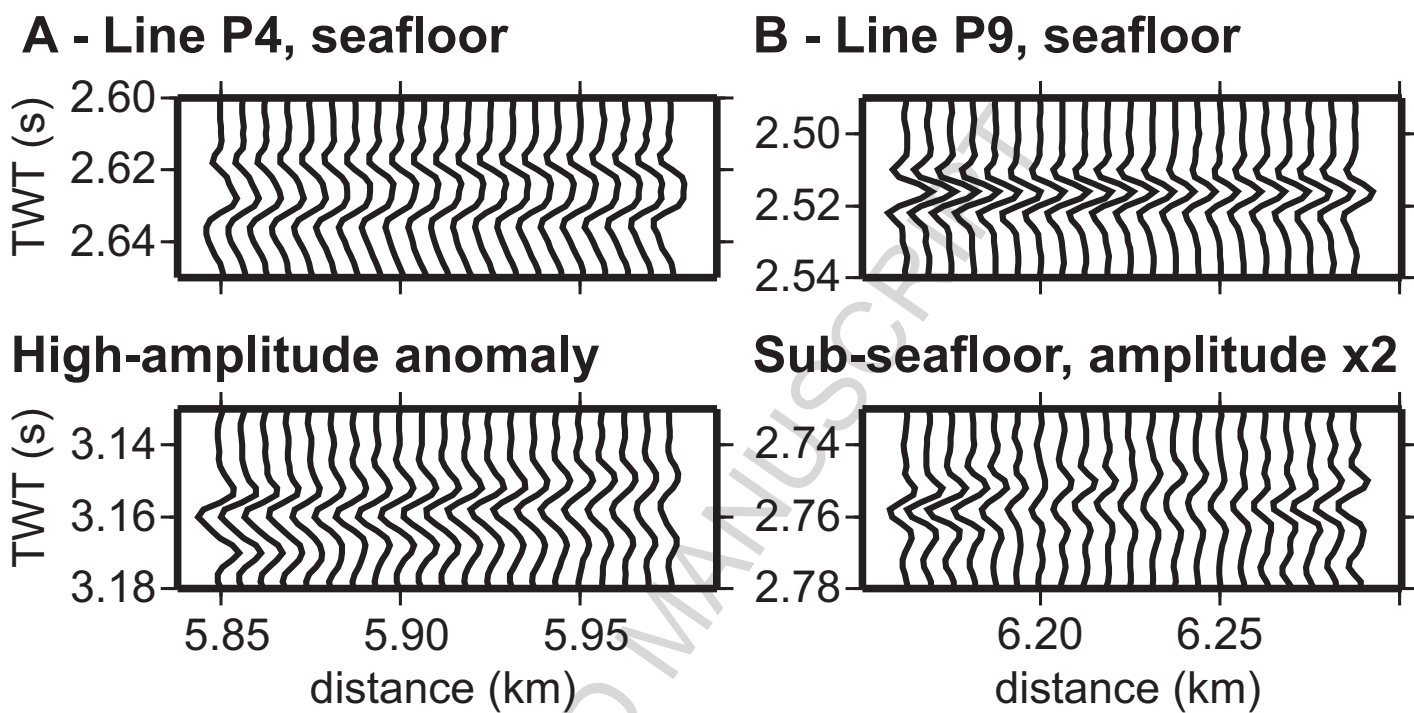 A - Line P4, seafloor
TWT (s)
2.60
2.62
2.64
B - Line P9, seafloor
2.50
2.52
2.54
High-amplitude anomaly
TWT (s)
3.14
3.16
3.18
5.85 5.90 5.95
distance (km)
Sub-seafloor, amplitude x2
2.74
2.76
2.78
6.20 6.25
distance (km)
D MANUSCRIPT